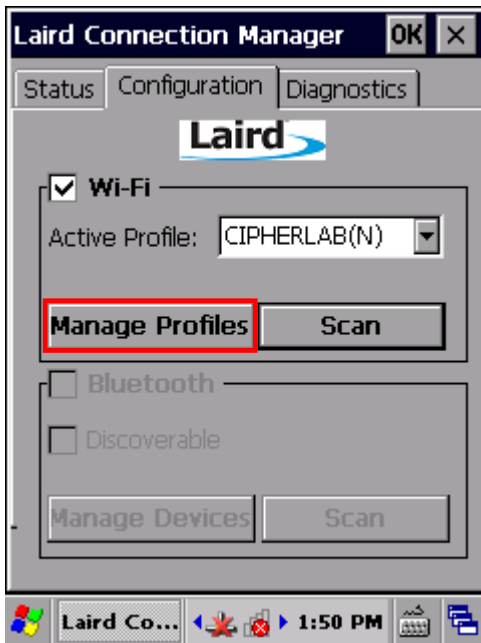 Laird Connection Manager OK ×
Status Configuration Diagnostics
Laird
Wi-Fi
Active Profile: CIPHERLAB(N)
Manage Profiles Scan
Bluetooth
Discoverable
Manage Devices Scan
Laird Co... 1:50 PM